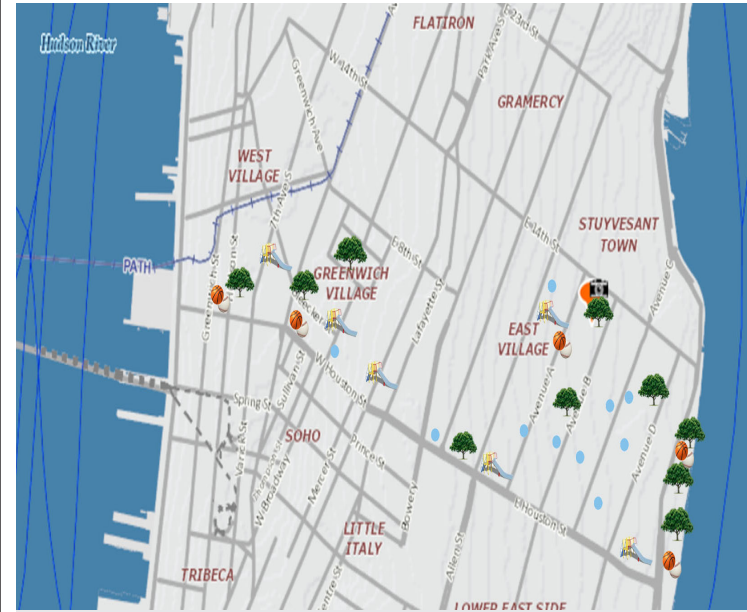 FLATIRON
E 23rd St
Park Ave S
Hudson River
W 14th St
Greenwich Ave
GRAMERCY
WEST
VILLAGE
7th Ave S
E 14th St
STUYVESANT
TOWN
E 8th St
PATH
GREENWICH
VILLAGE
Avenue C
Greenwich St
Lafayette St
EAST
VILLAGE
W Houston St
Sullivan St
Avenue A
Avenue B
Spring St
SOHO
Varick St
Prince St
Avenue D
W Broadway
Mercer St
Bowery
E Houston St
LITTLE
ITALY
Allen St
TRIBECA
LOWER EAST SIDE